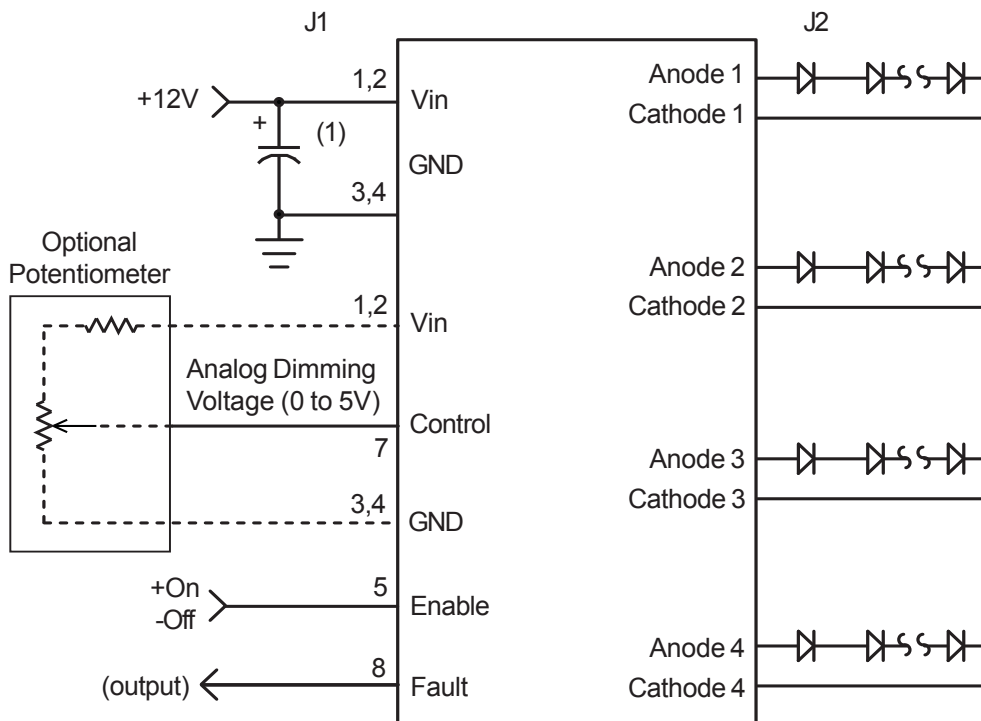 J1
J2
+12V
+
(1)
1,2
Vin
GND
3,4
Optional
Potentiometer
1,2
Vin
Analog Dimming
Voltage (0 to 5V)
Control
7
3,4
GND
+On
-Off
5
Enable
(output)
8
Fault
Anode 1
Cathode 1
Anode 2
Cathode 2
Anode 3
Cathode 3
Anode 4
Cathode 4